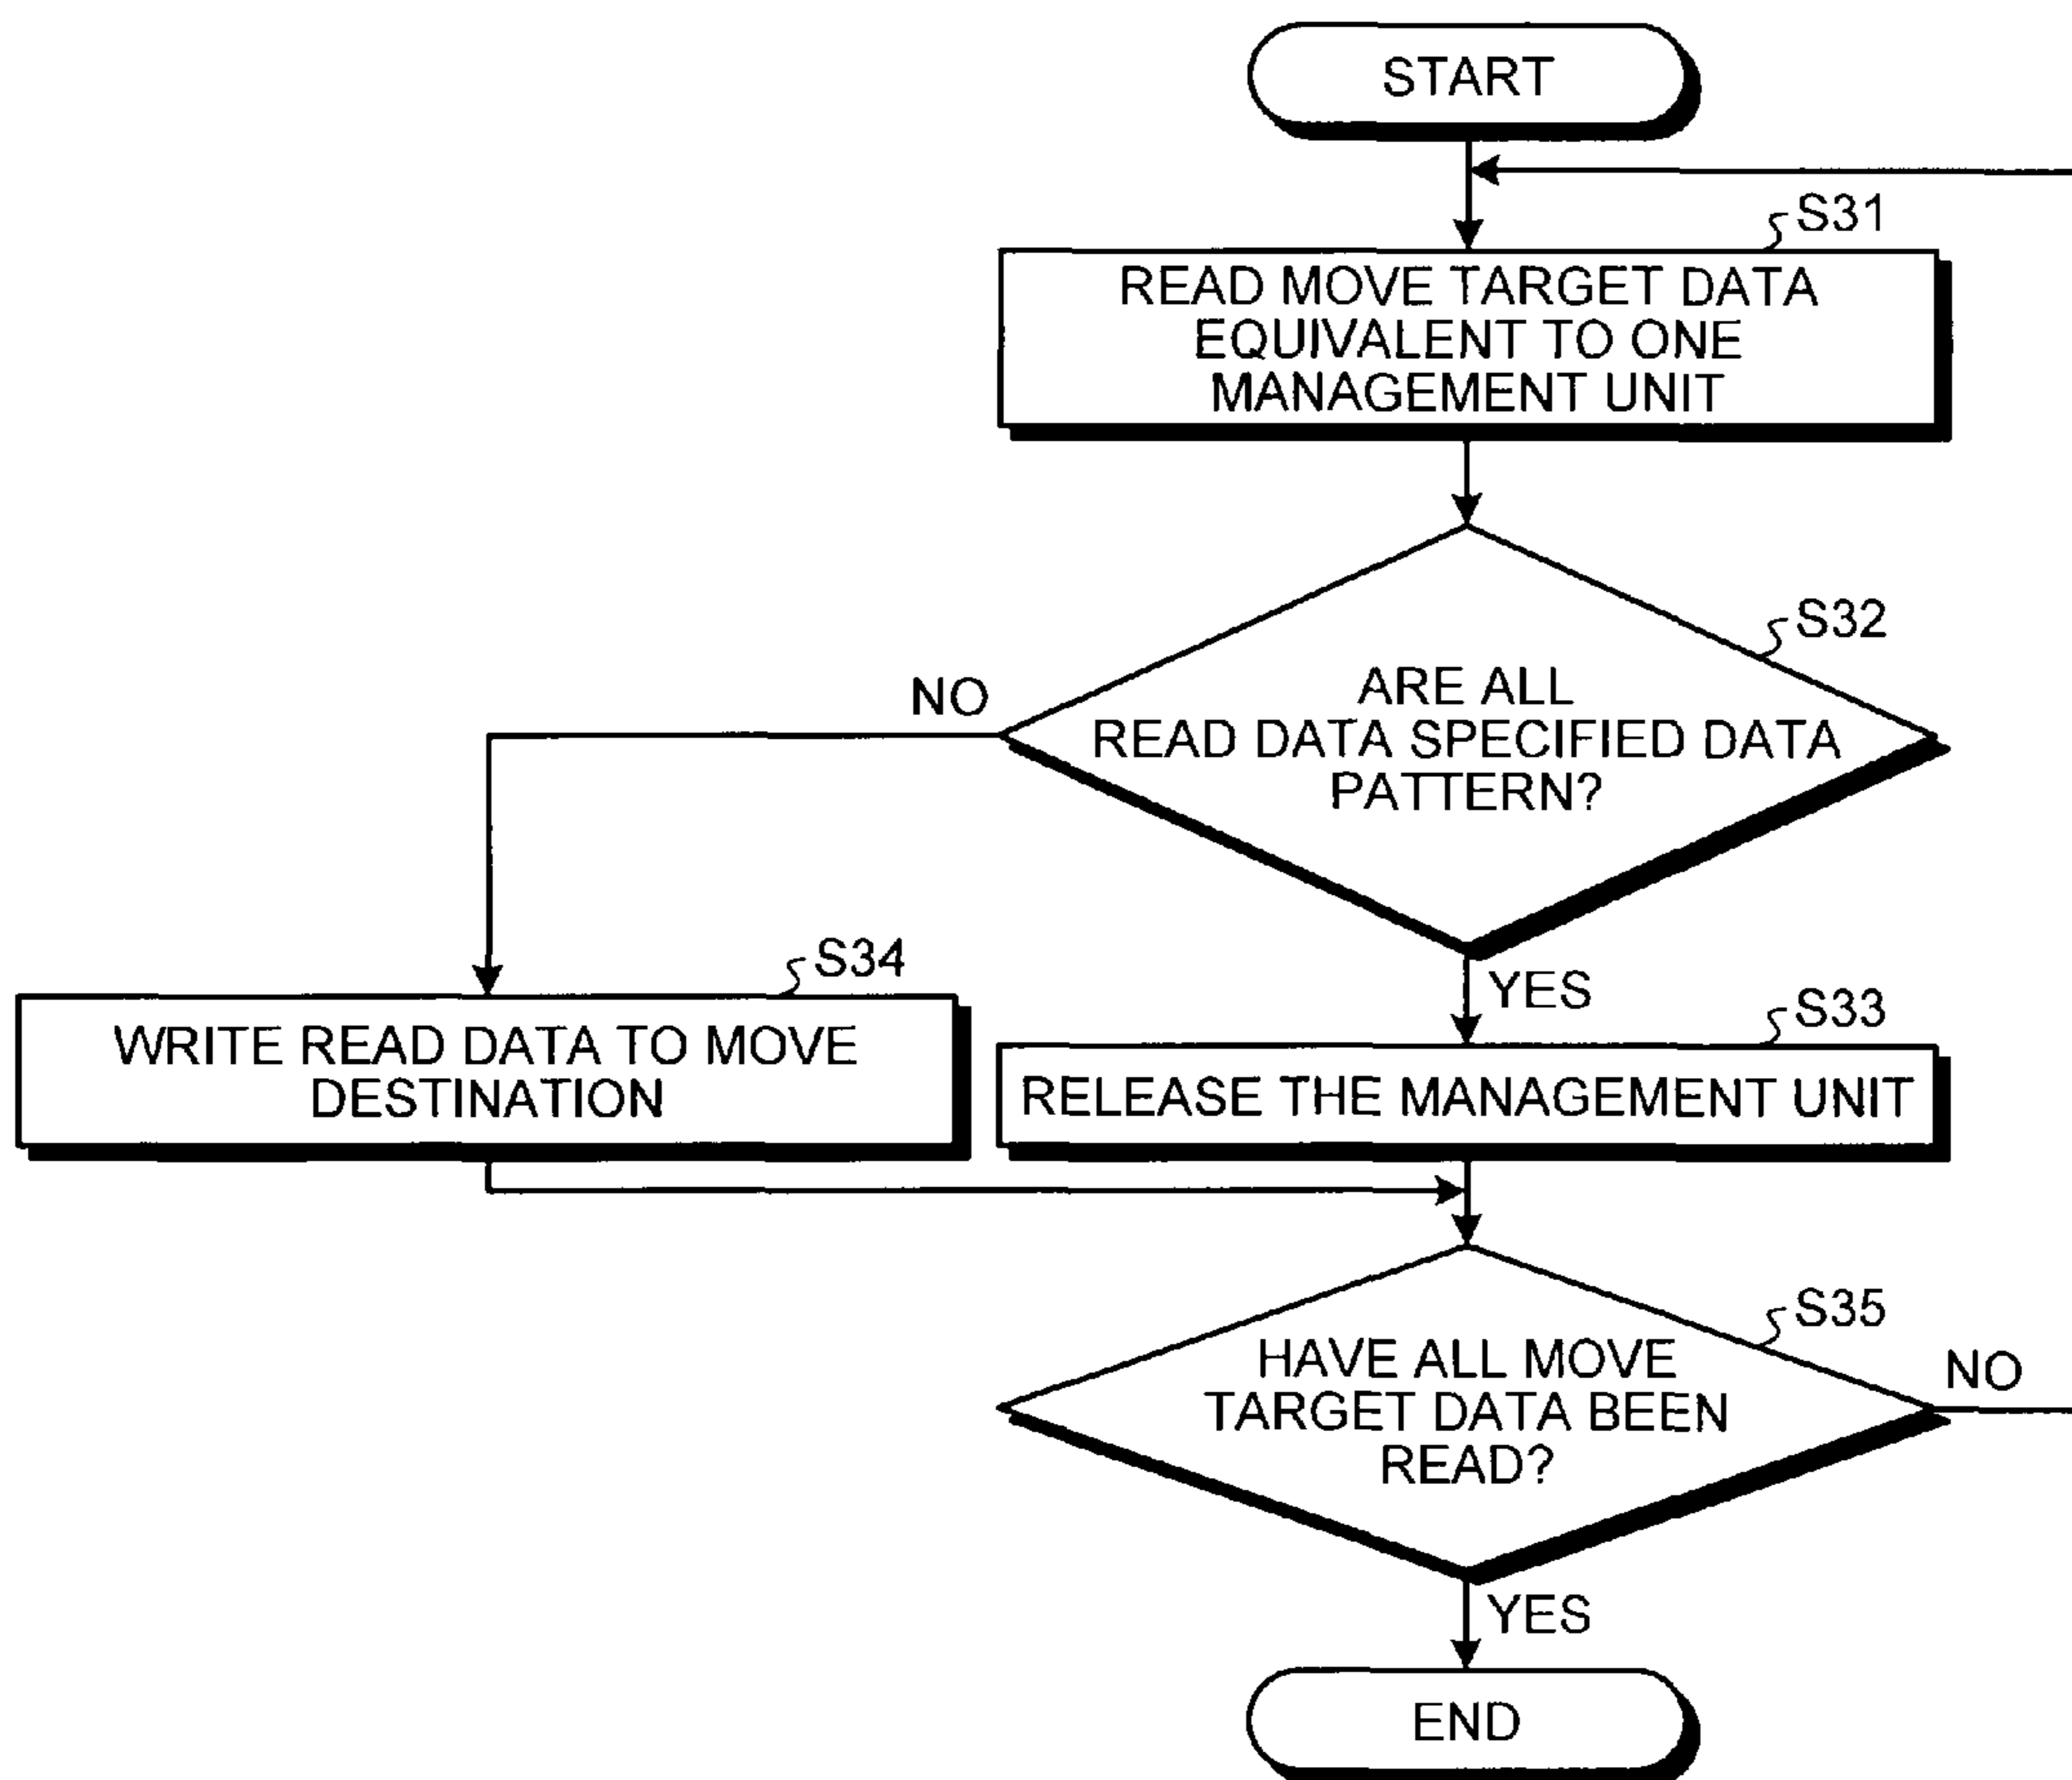 START
S31
READ MOVE TARGET DATA
EQUIVALENT TO ONE
MANAGEMENT UNIT
S32
ARE ALL
READ DATA SPECIFIED DATA
PATTERN?
NO
YES
S34
WRITE READ DATA TO MOVE
DESTINATION
S33
RELEASE THE MANAGEMENT UNIT
S35
HAVE ALL MOVE
TARGET DATA BEEN
READ?
NO
YES
END